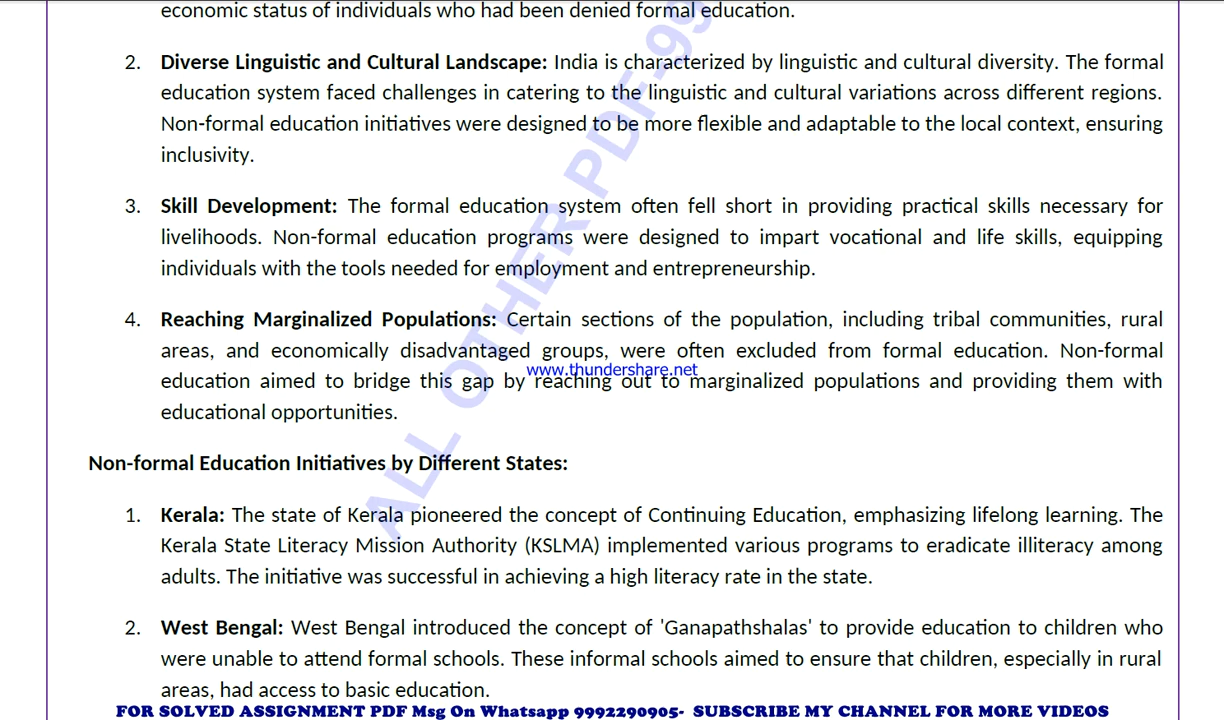 economic status of individuals who had been denied formal education.
2. Diverse Linguistic and Cultural Landscape: India is characterized by linguistic and cultural diversity. The formal
education system faced challenges in catering to the linguistic and cultural variations across different regions.
Non-formal education initiatives were designed to be more flexible and adaptable to the local context, ensuring
inclusivity.
3. Skill Development: The formal education system often fell short in providing practical skills necessary for
livelihoods. Non-formal education programs were designed to impart vocational and life skills, equipping
individuals with the tools needed for employment and entrepreneurship.
4. Reaching Marginalized Populations: Certain sections of the population, including tribal communities, rural
areas, and economically disadvantaged groups, were often excluded from formal education. Non-formal
www.thundershare.net
education aimed to bridge this gap by reaching out to marginalized populations and providing them with
educational opportunities.
Non-formal Education Initiatives by Different States:
1. Kerala: The state of Kerala pioneered the concept of Continuing Education, emphasizing lifelong learning. The
Kerala State Literacy Mission Authority (KSLMA) implemented various programs to eradicate illiteracy among
adults. The initiative was successful in achieving a high literacy rate in the state.
2. West Bengal: West Bengal introduced the concept of 'Ganapathshalas' to provide education to children who
were unable to attend formal schools. These informal schools aimed to ensure that children, especially in rural
areas, had access to basic education.
FOR SOLVED ASSIGNMENT PDF Msg On Whatsapp 9992290905- SUBSCRIBE MY CHANNEL FOR MORE VIDEOS
ALL OTHER PDF-99